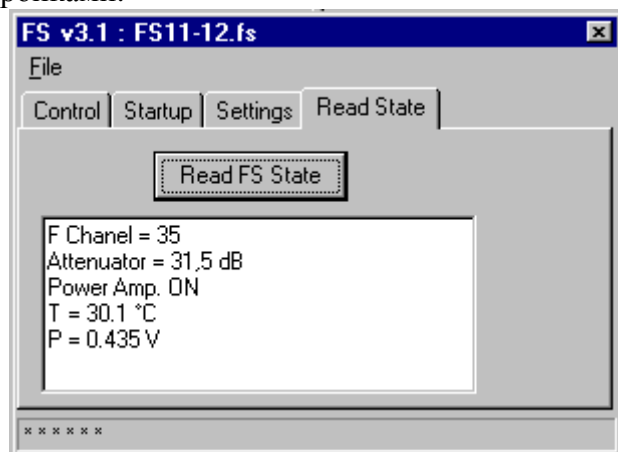 FS v3.1 : FS11-12.fs
File
Control Startup Settings Read State
Read FS State
F Chanel = 35
Attenuator = 31,5 dB
Power Amp. ON
T = 30.1 °C
P = 0.435 V
× × × × × ×